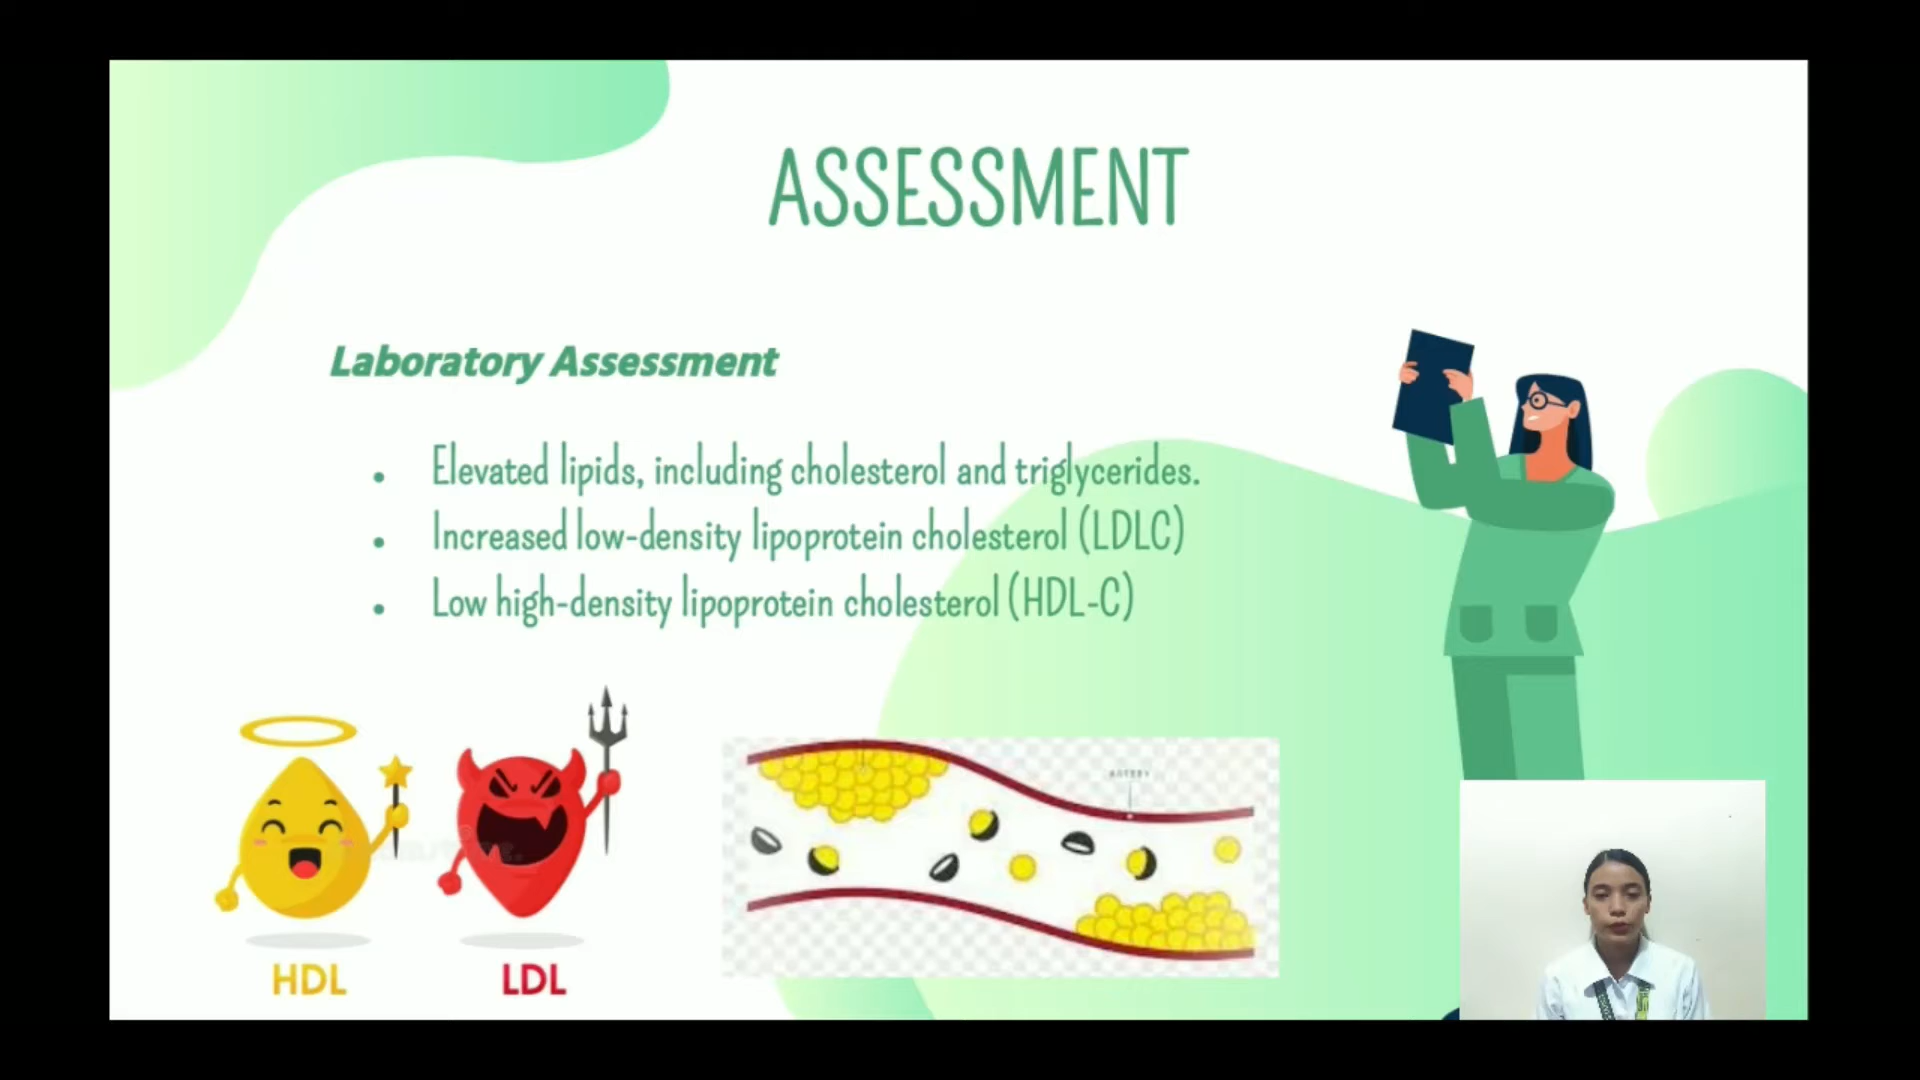 ASSESSMENT
Laboratory Assessment
• Elevated lipids, including cholesterol and triglycerides.
• Increased low-density lipoprotein cholesterol (LDLC)
• Low high-density lipoprotein cholesterol (HDL-C)
ARTERY
HDL
LDL